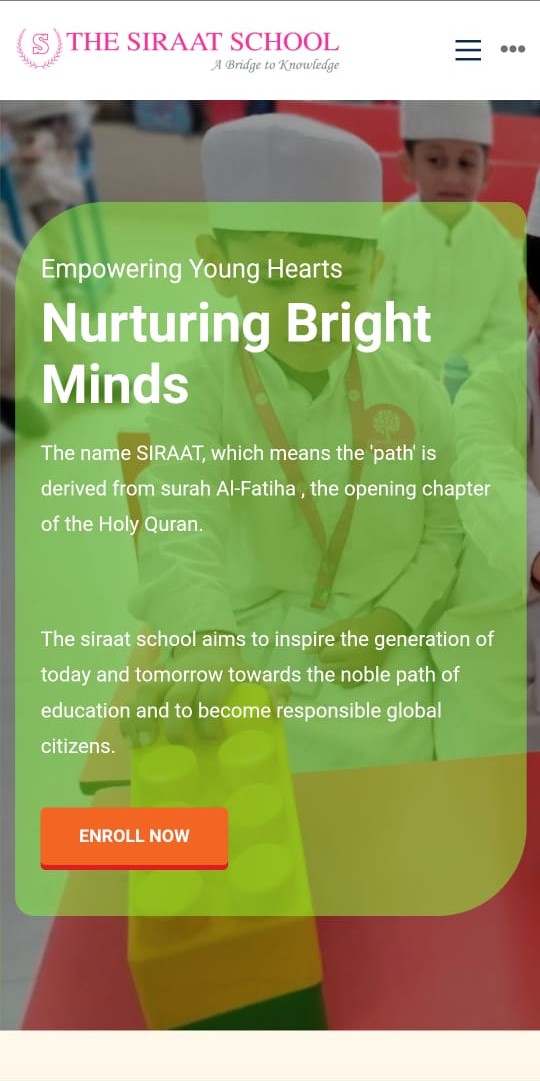 S THE SIRAAT SCHOOL
A Bridge to Knowledge
Empowering Young Hearts
Nurturing Bright
Minds
The name SIRAAT, which means the 'path' is
derived from surah Al-Fatiha , the opening chapter
of the Holy Quran.
The siraat school aims to inspire the generation of
today and tomorrow towards the noble path of
education and to become responsible global
citizens.
ENROLL NOW